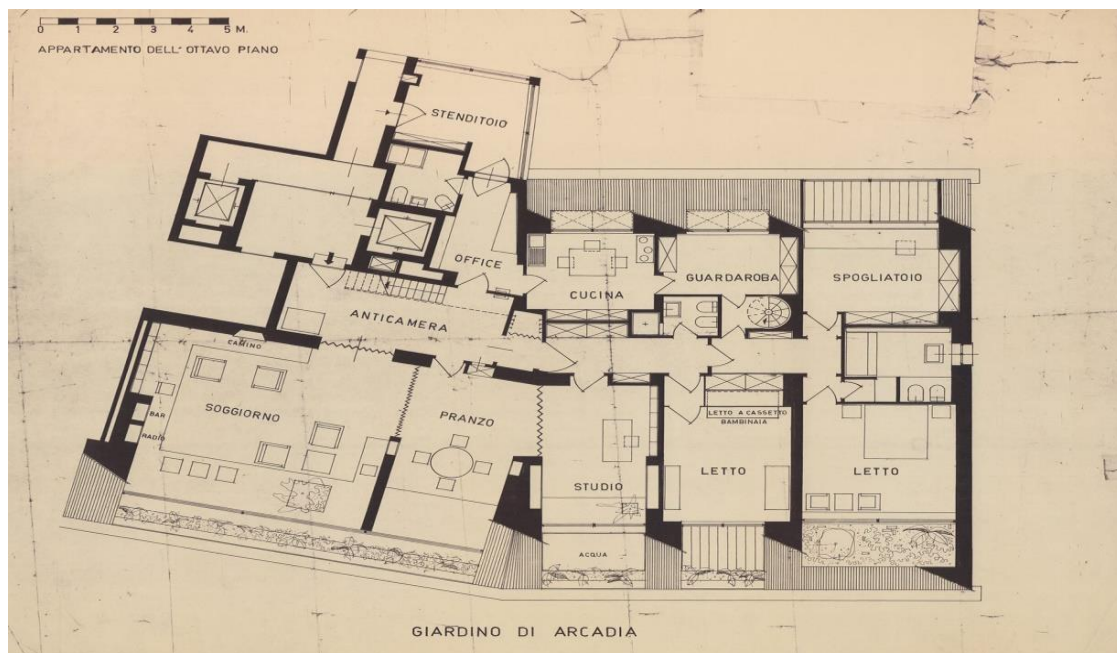 0 1 2 3 4 5 M.
APPARTAMENTO DELL' OTTAVO PIANO
STENDITOIO
OFFICE
CUCINA
GUARDAROBA
SPOGLIATOIO
ANTICAMERA
CAMINO
SOGGIORNO
BAR
RADIO
PRANZO
STUDIO
LETTO A CASSETTO
BAMBINAIA
LETTO
LETTO
ACQUA
GIARDINO DI ARCADIA